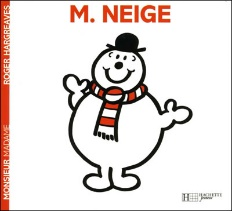 M. NEIGE
MONSIEUR MADAME
ROGER HARGREAVES
HACHETTE